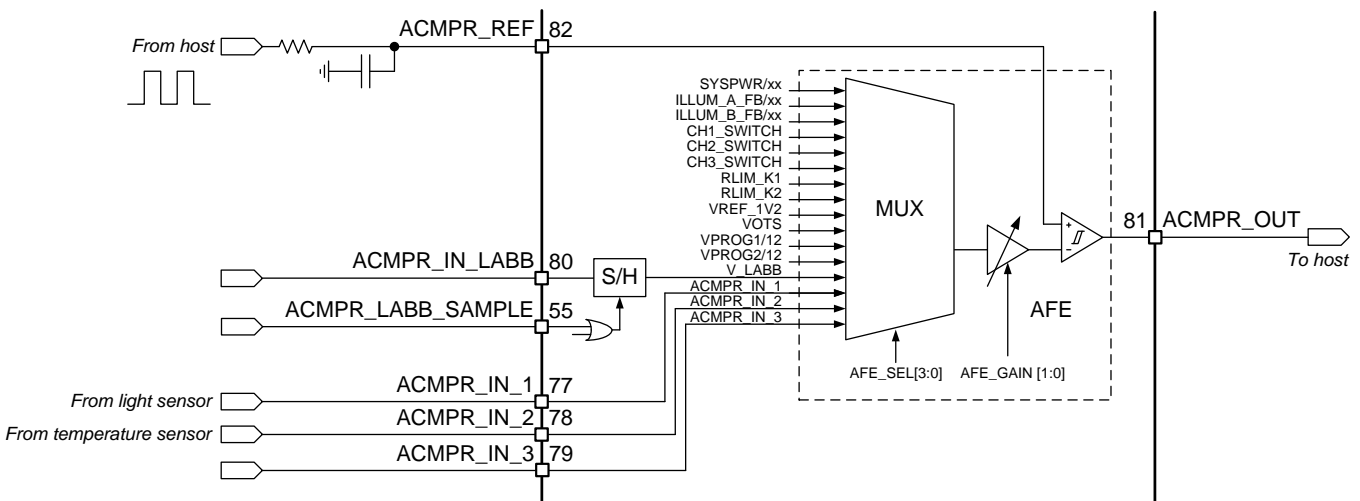 From host
ACMPR_REF
82
SYSPWR/xx
ILLUM_A_FB/xx
ILLUM_B_FB/xx
CH1_SWITCH
CH2_SWITCH
CH3_SWITCH
RLIM_K1
RLIM_K2
VREF_1V2
VOTS
VPROG1/12
VPROG2/12
V_LABB
ACMPR_IN_1
ACMPR_IN_2
ACMPR_IN_3
MUX
+
−
AFE
AFE_SEL[3:0]
AFE_GAIN [1:0]
81
ACMPR_OUT
To host
ACMPR_IN_LABB
80
S/H
ACMPR_LABB_SAMPLE
55
From light sensor
ACMPR_IN_1
77
From temperature sensor
ACMPR_IN_2
78
ACMPR_IN_3
79